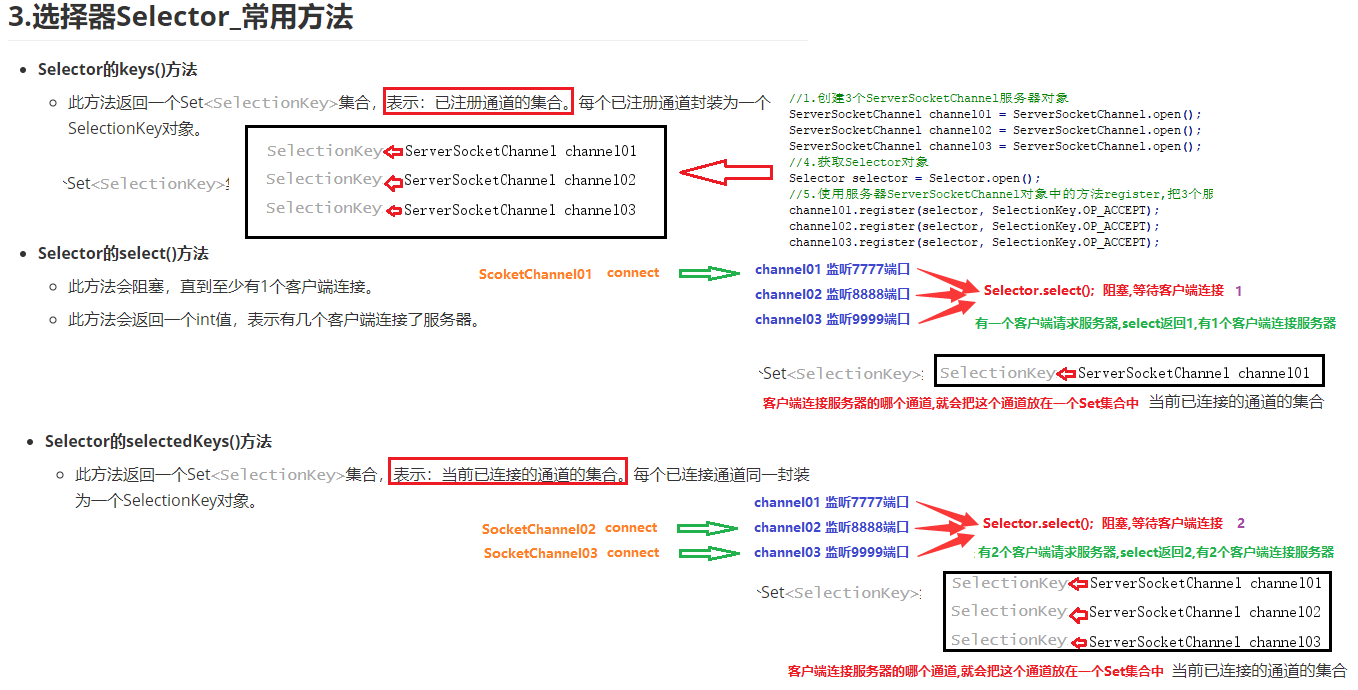 3.选择器Selector_常用方法
Selector的keys()方法
此方法返回一个Set<SelectionKey>集合，表示：已注册通道的集合。每个已注册通道封装为一个
SelectionKey对象。
Set<SelectionKey>
SelectionKey ServerSocketChannel channel01
SelectionKey ServerSocketChannel channel02
SelectionKey ServerSocketChannel channel03
//1.创建3个ServerSocketChannel服务器对象
ServerSocketChannel channel01 = ServerSocketChannel.open();
ServerSocketChannel channel02 = ServerSocketChannel.open();
ServerSocketChannel channel03 = ServerSocketChannel.open();
//4.获取Selector对象
Selector selector = Selector.open();
//5.使用服务器ServerSocketChannel对象中的方法register,把3个服
channel01.register(selector, SelectionKey.OP_ACCEPT);
channel02.register(selector, SelectionKey.OP_ACCEPT);
channel03.register(selector, SelectionKey.OP_ACCEPT);
Selector的select()方法
此方法会阻塞，直到至少有1个客户端连接。
此方法会返回一个int值，表示有几个客户端连接了服务器。
ScoketChannel01 connect
channel01 监听7777端口
channel02 监听8888端口
channel03 监听9999端口
Selector.select(); 阻塞,等待客户端连接 1
有一个客户端请求服务器,select返回1,有1个客户端连接服务器
Set<SelectionKey>
SelectionKey ServerSocketChannel channel01
客户端连接服务器的哪个通道,就会把这个通道放在一个Set集合中 当前已连接的通道的集合
Selector的selectedKeys()方法
此方法返回一个Set<SelectionKey>集合，表示：当前已连接的通道的集合。每个已连接通道同一封装
为一个SelectionKey对象。
SocketChannel02 connect
SocketChannel03 connect
channel01 监听7777端口
channel02 监听8888端口
channel03 监听9999端口
Selector.select(); 阻塞,等待客户端连接 2
有2个客户端请求服务器,select返回2,有2个客户端连接服务器
Set<SelectionKey>
SelectionKey ServerSocketChannel channel01
SelectionKey ServerSocketChannel channel02
SelectionKey ServerSocketChannel channel03
客户端连接服务器的哪个通道,就会把这个通道放在一个Set集合中 当前已连接的通道的集合